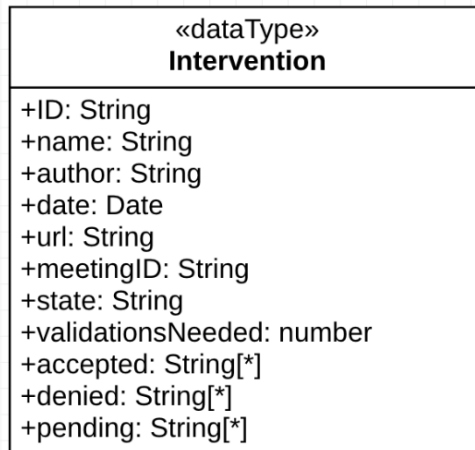 «dataType»
Intervention
+ID: String
+name: String
+author: String
+date: Date
+url: String
+meetingID: String
+state: String
+validationsNeeded: number
+accepted: String[*]
+denied: String[*]
+pending: String[*]